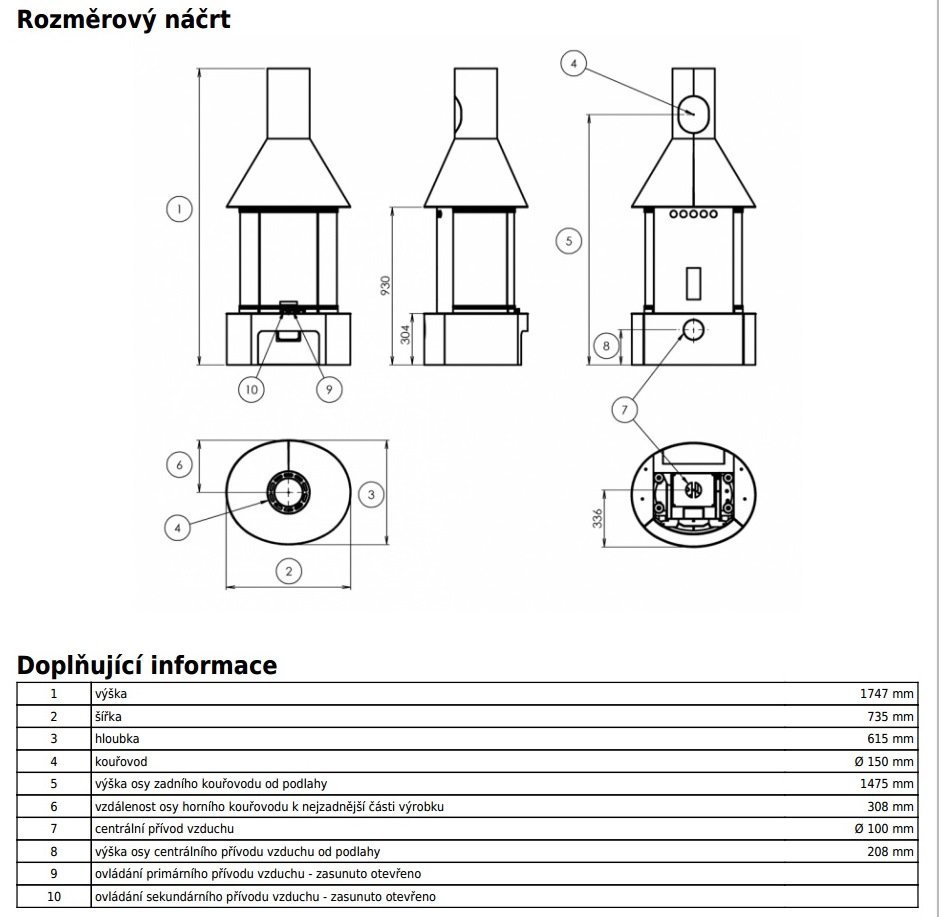 Rozměrový náčrt
4
1
5
930
304
8
10
9
7
6
3
4
336
2
Doplňující informace
1 výška 1747 mm
2 šířka 735 mm
3 hloubka 615 mm
4 kouřovod Ø 150 mm
5 výška osy zadního kouřovodu od podlahy 1475 mm
6 vzdálenost osy horního kouřovodu k nejzadnější části výrobku 308 mm
7 centrální přívod vzduchu Ø 100 mm
8 výška osy centrálního přívodu vzduchu od podlahy 208 mm
9 ovládání primárního přívodu vzduchu - zasunuto otevřeno
10 ovládání sekundárního přívodu vzduchu - zasunuto otevřeno